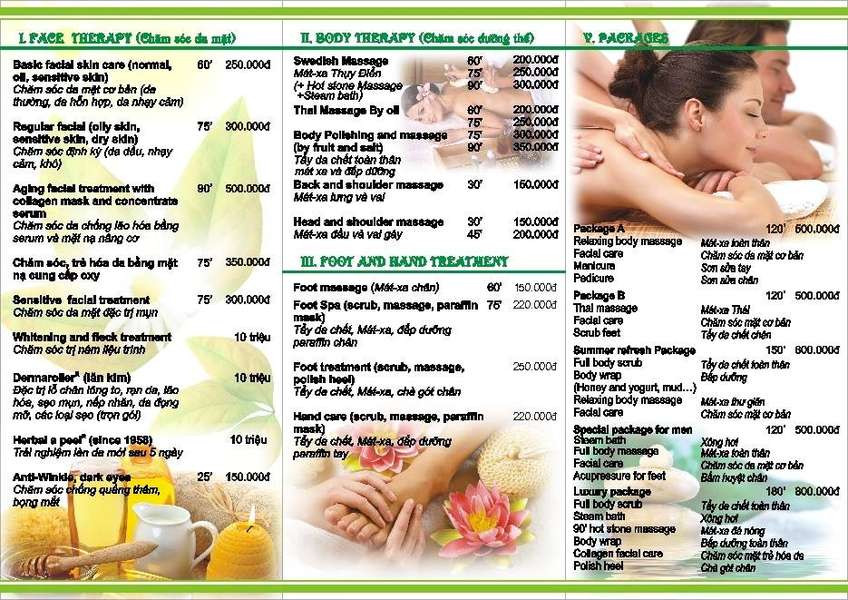 I. FACE THERAPY (Chăm sóc da mặt)
Basic facial skin care (normal, 60' 250.000đ
oil, sensitive skin)
Chăm sóc da mặt cơ bản (da
thường, da hỗn hợp, da nhạy cảm)
Regular facial (oily skin, 75' 300.000đ
sensitive skin, dry skin)
Chăm sóc định kỳ (da dầu, nhạy
cảm, khô)
Aging facial treatment with 90' 500.000đ
collagen mask and concentrate
serum
Chăm sóc da chống lão hóa bằng
serum và mặt nạ nâng cơ
Chăm sóc, trẻ hóa da bằng mặt 75' 350.000đ
nạ cung cấp oxy
Sensitive facial treatment 75' 300.000đ
Chăm sóc da mặt đặc trị mụn
Whitening and fleck treatment 10 triệu
Chăm sóc trị nám liệu trình
Dermaroller® (lăn kim) 10 triệu
Đặc trị lỗ chân lông to, rạn da, lão
hóa, sẹo mụn, nếp nhăn, da đọng
mỡ, các loại sẹo (trọn gói)
Herbal a peel® (since 1958) 10 triệu
Trải nghiệm làn da mới sau 5 ngày
Anti-Winkle, dark eyes 25' 150.000đ
Chăm sóc chống quầng thâm,
bọng mắt
II. BODY THERAPY (Chăm sóc dưỡng thể)
Swedish Massage 60' 200.000đ
Mát-xa Thụy Điển 75' 250.000đ
(+ Hot stone Massage 90' 300.000đ
+Steam bath)
Thai Massage By oil 60' 200.000đ
75' 250.000đ
Body Polishing and massage 75' 300.000đ
(by fruit and salt) 90' 350.000đ
Tẩy da chết toàn thân
mát xa và đắp dưỡng
Back and shoulder massage 30' 160.000đ
Mát-xa lưng và vai
Head and shoulder massage 30' 150.000đ
Mát-xa đầu và vai gáy 45' 200.000đ
III. FOOT AND HAND TREATMENT
Foot massage (Mát-xa chân) 60' 150.000đ
Foot Spa (scrub, massage, paraffin 75' 220.000đ
mask)
Tẩy da chết, Mát-xa, đắp dưỡng
paraffin chân
Foot treatment (scrub, massage, 250.000đ
polish heel)
Tẩy da chết, Mát-xa, chà gót chân
Hand care (scrub, massage, paraffin 220.000đ
mask)
Tẩy da chết, Mát-xa, đắp dưỡng
paraffin tay
V. PACKAGES
Package A 120' 600.000đ
Relaxing body massage Mát-xa toàn thân
Facial care Chăm sóc da mặt cơ bản
Manicure Sơn sửa tay
Pedicure Sơn sửa chân
Package B 120' 500.000đ
Thai massage Mát-xa Thái
Facial care Chăm sóc mặt cơ bản
Scrub feet Tẩy da chết chân
Summer refresh Package 150' 600.000đ
Full body scrub Tẩy da chết toàn thân
Body wrap Đắp dưỡng
(Honey and yogurt, mud…)
Relaxing body massage Mát-xa thư giãn
Facial care Chăm sóc mặt cơ bản
Special package for men 120' 500.000đ
Steam bath Xông hơi
Full body massaga Mát-xa toàn thân
Facial care Chăm sóc da mặt cơ bản
Acupressure for feet Bấm huyệt chân
Luxury package 180' 800.000đ
Full body scrub Tẩy da chết toàn thân
Steam bath Xông hơi
90' hot stone massage Mát-xa đá nóng
Body wrap Đắp dưỡng toàn thân
Collagen facial care Chăm sóc mặt trẻ hóa da
Polish heel Chà gót chân